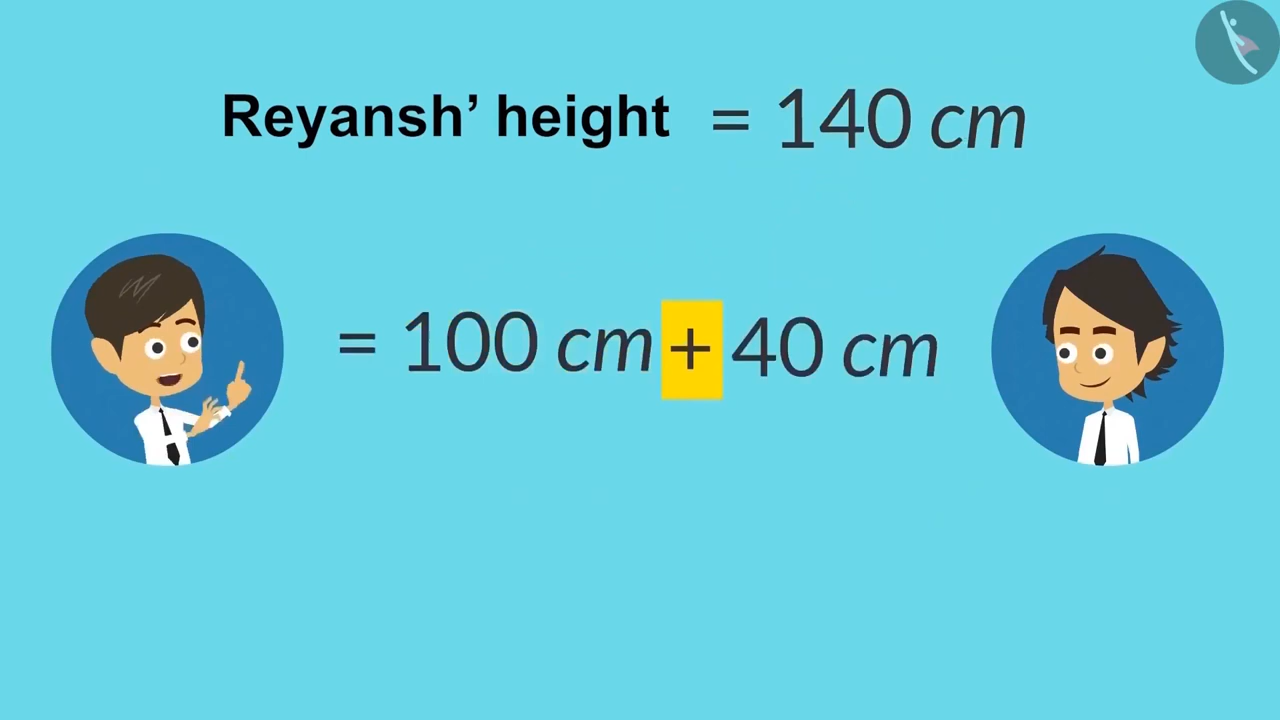 Reyansh’ height = 140 cm
= 100 cm + 40 cm